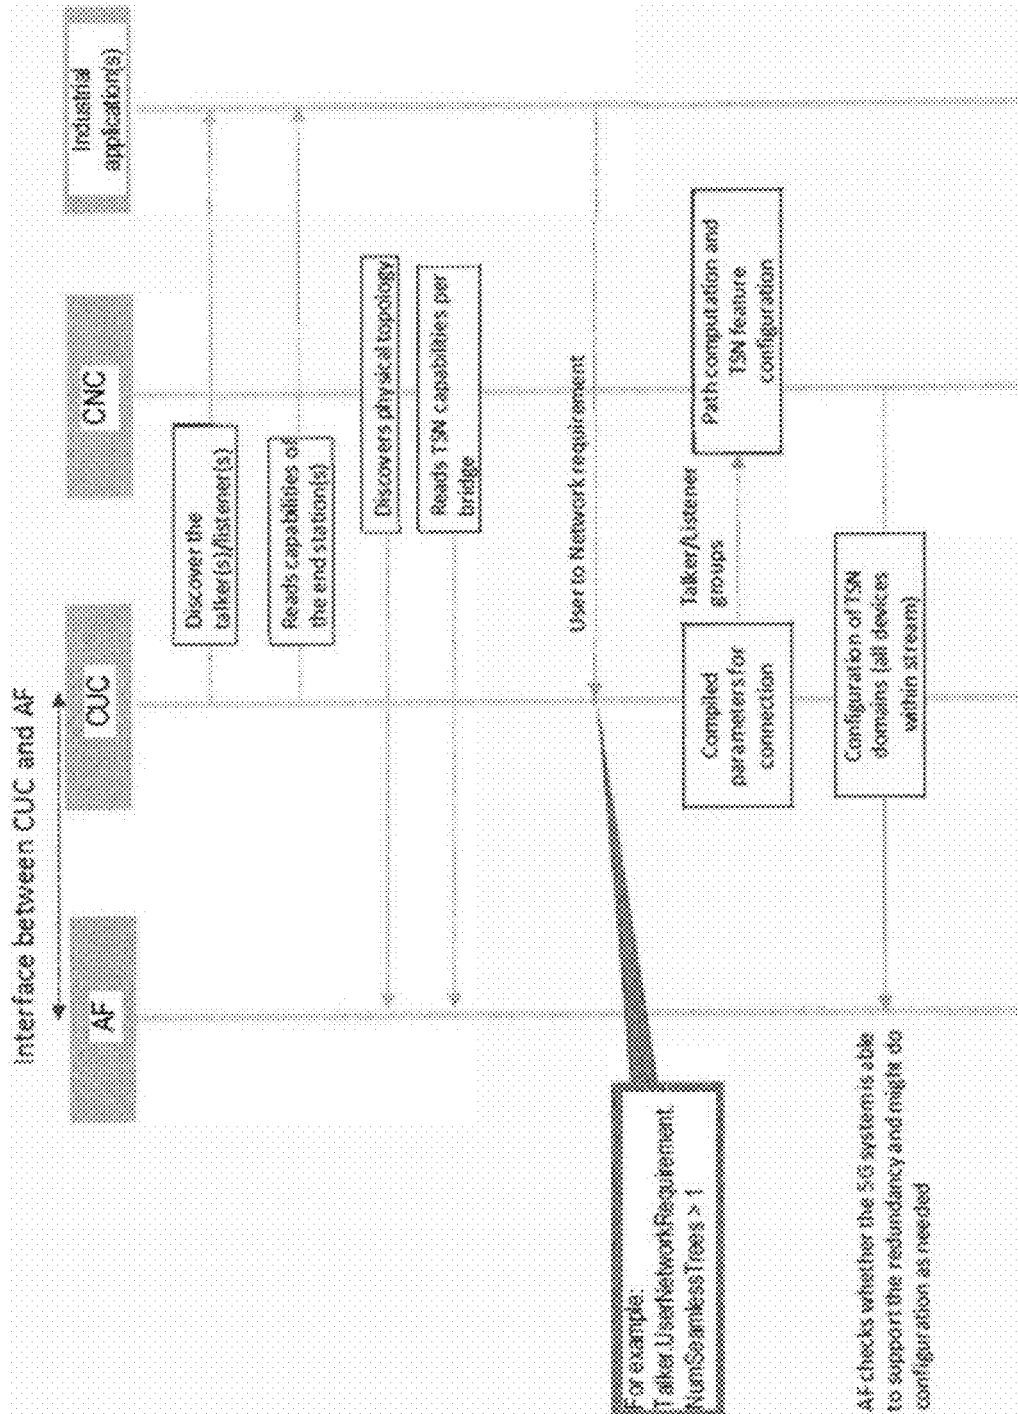 Interface between CUC and AF
AF
CUC
CNC
Industrial
application(s)
Discover the
talker(s)/listener(s)
Reads capabilities of
the end station(s)
Discovers physical topology
Reads TSN capabilities per
bridge
User to Network requirement
For example:
Talker.UserNetworkRequirement.
NumSeamlessTrees > 1
Compiled
parameters for
connection
Talker/Listener
groups
Path computation and
TSN feature
configuration
Configuration of TSN
domains (all devices
within stream)
AF checks whether the 5G system is able
to support the redundancy and might do
configuration as needed